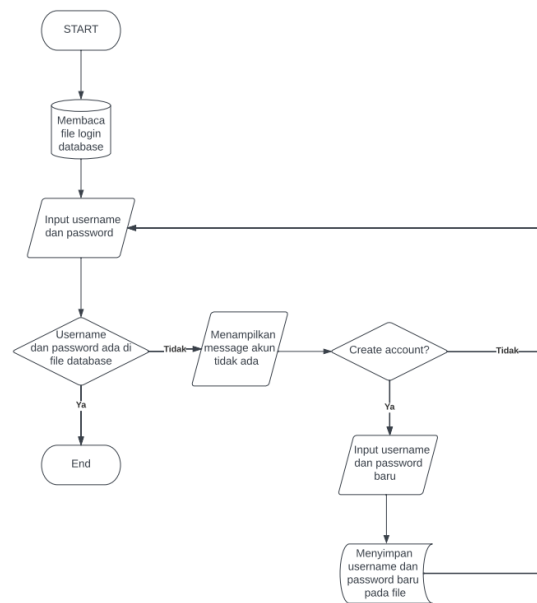 START
Membaca
file login
database
Input username
dan password
Username
dan password ada di
file database
Tidak
Menampilkan
message akun
tidak ada
Create account?
Tidak
Ya
Ya
End
Input username
dan password
baru
Menyimpan
username dan
password baru
pada file